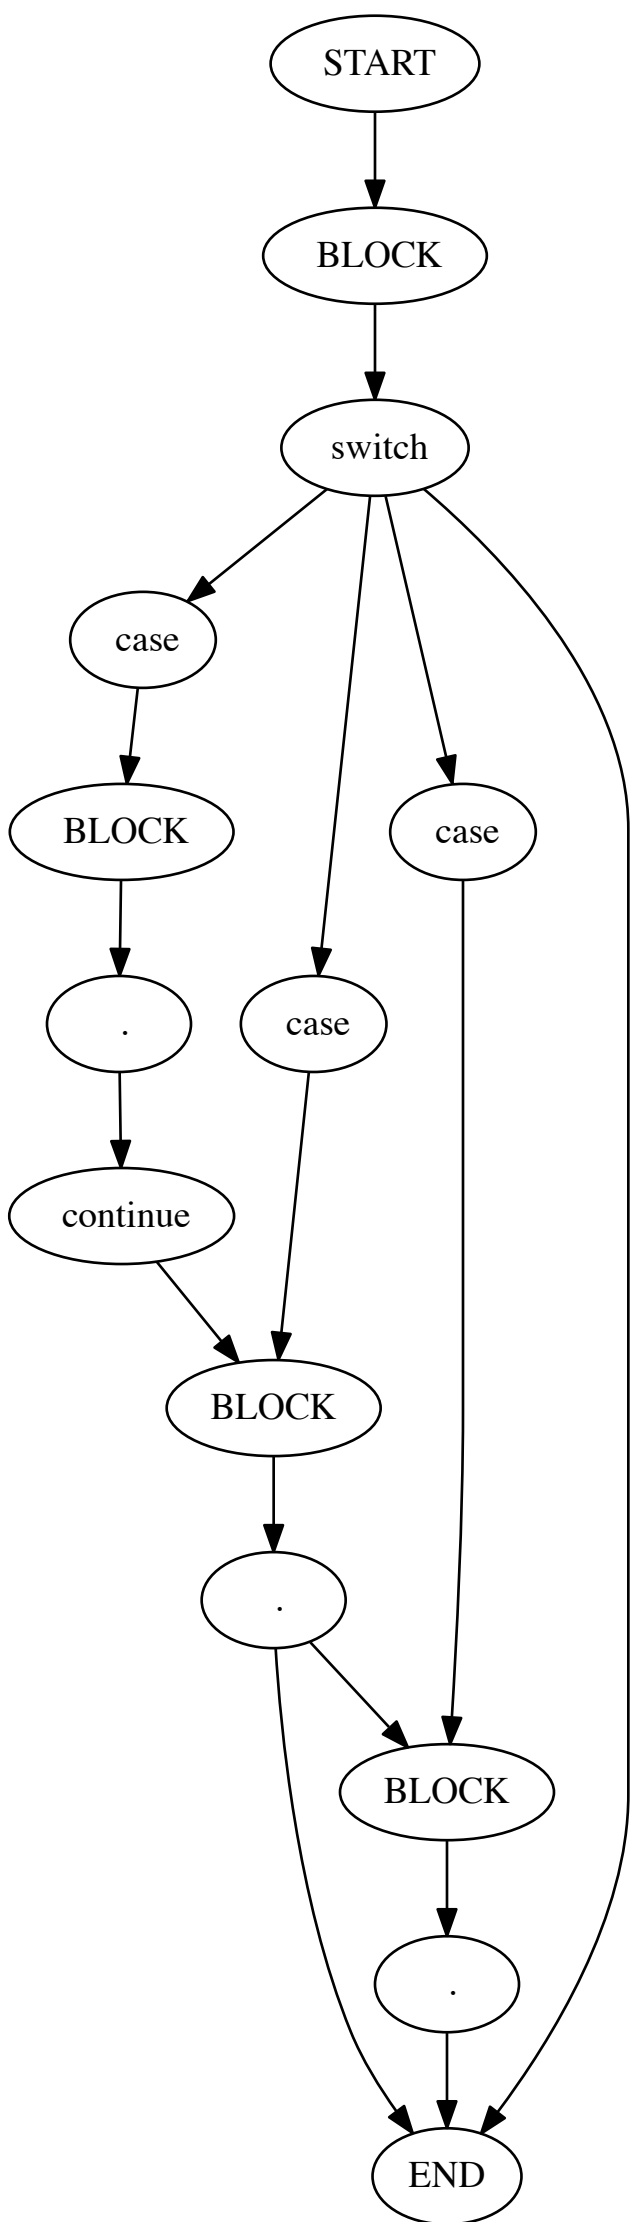 START
BLOCK
switch
case
BLOCK
case
.
case
continue
BLOCK
.
BLOCK
.
END